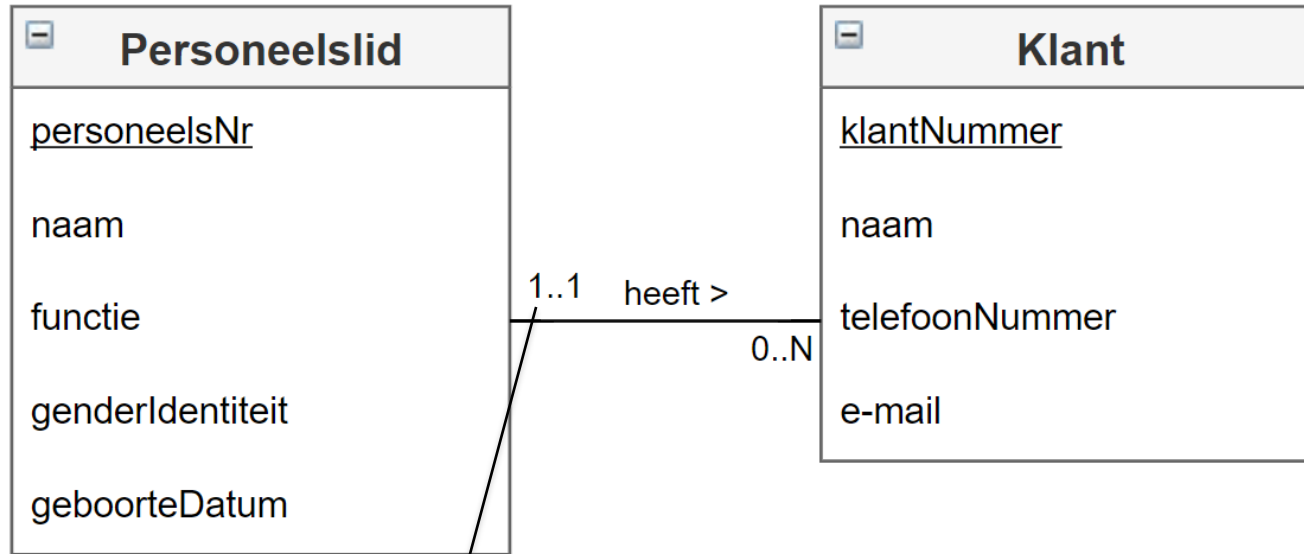 Personeelslid
personeelsNr
naam
functie
genderIdentiteit
geboorteDatum
1..1
heeft >
0..N
Klant
klantNummer
naam
telefoonNummer
e-mail